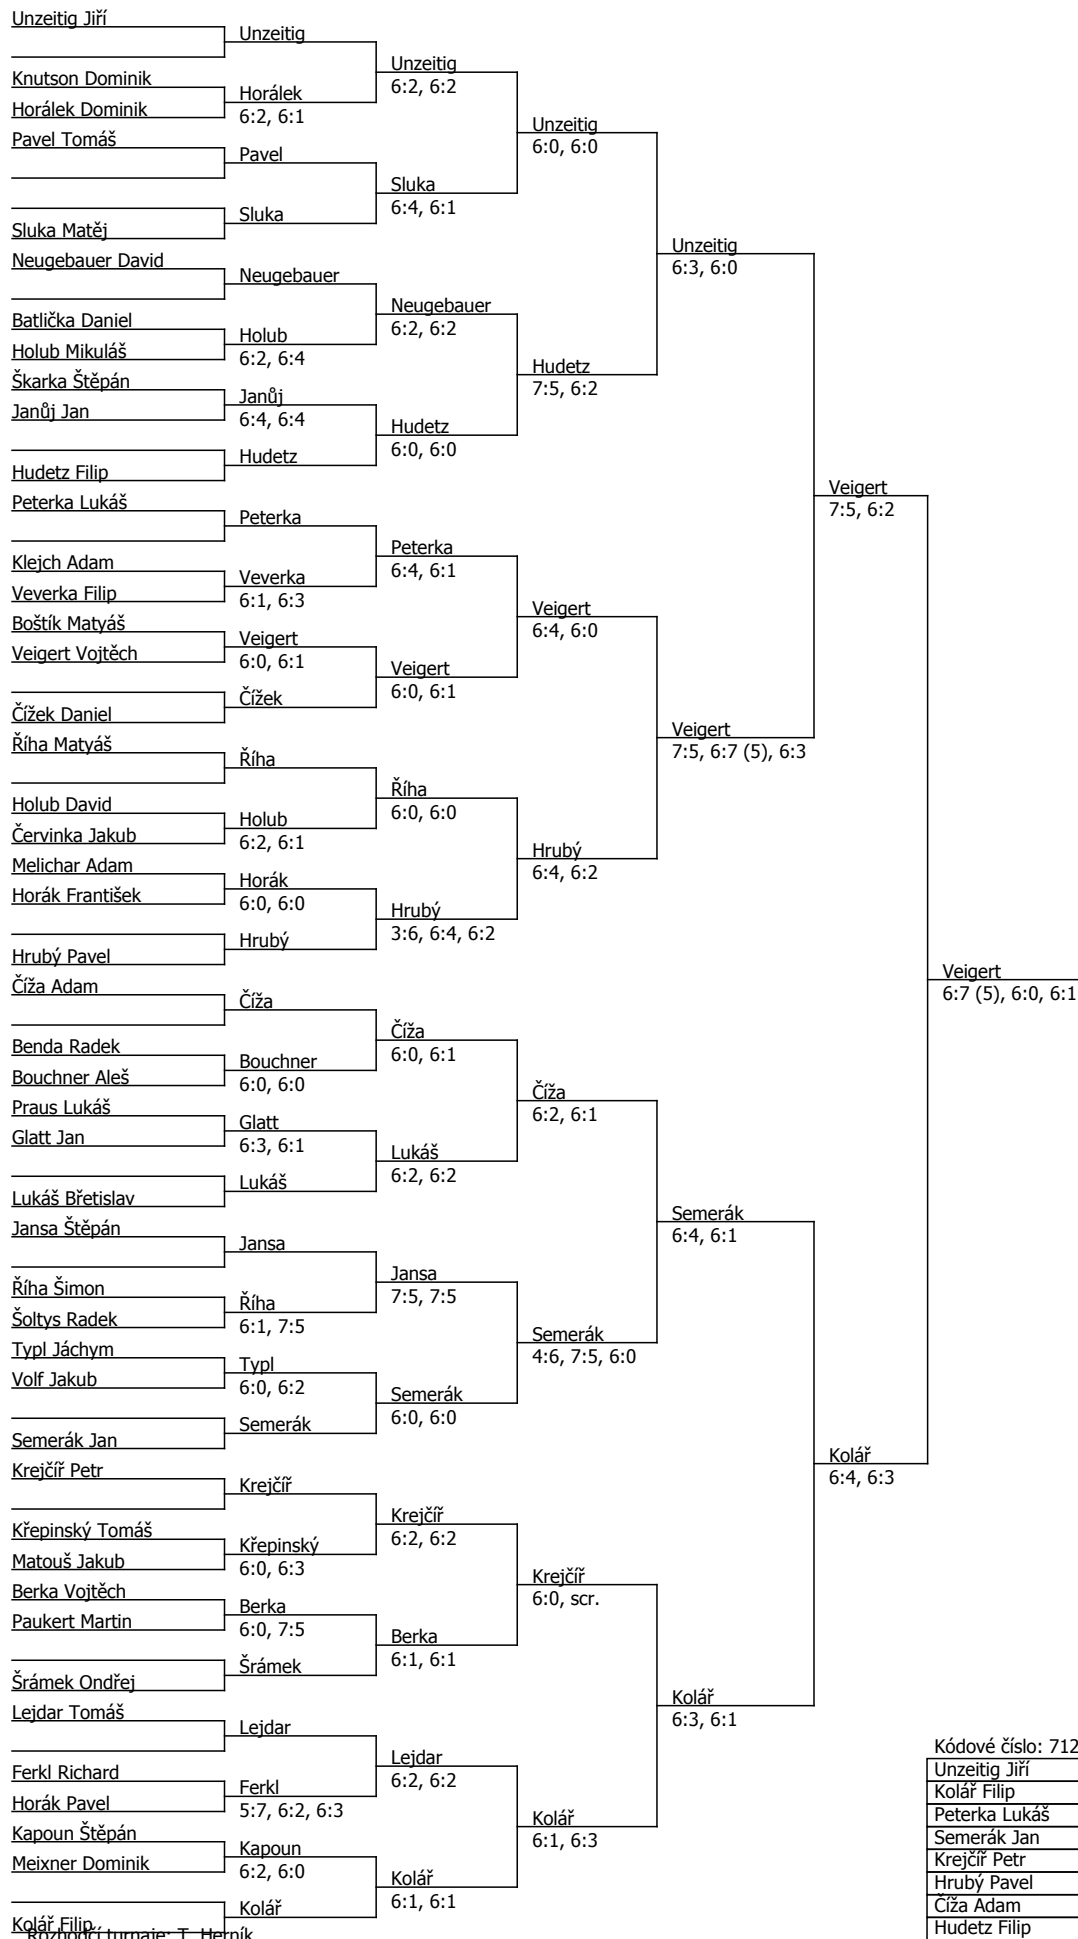 Unzeitig Jiří
Knutson Dominik
Horálek Dominik
Pavel Tomáš
Sluka Matěj
Neugebauer David
Batlička Daniel
Holub Mikuláš
Škarka Štěpán
Janůj Jan
Hudetz Filip
Peterka Lukáš
Klejch Adam
Veverka Filip
Boštík Matyáš
Veigert Vojtěch
Čížek Daniel
Říha Matyáš
Holub David
Červinka Jakub
Melichar Adam
Horák František
Hrubý Pavel
Číža Adam
Benda Radek
Bouchner Aleš
Praus Lukáš
Glatt Jan
Lukáš Břetislav
Jansa Štěpán
Říha Šimon
Šoltys Radek
Typl Jáchym
Volf Jakub
Semerák Jan
Krejčíř Petr
Křepinský Tomáš
Matouš Jakub
Berka Vojtěch
Paukert Martin
Šrámek Ondřej
Lejdar Tomáš
Ferkl Richard
Horák Pavel
Kapoun Štěpán
Meixner Dominik
Kolář Filip
Rozhodčí turnaje: T. Herník
Unzeitig
Horálek
6:2, 6:1
Pavel
Sluka
Neugebauer
Holub
6:2, 6:4
Janůj
6:4, 6:4
Hudetz
Peterka
Veverka
6:1, 6:3
Veigert
6:0, 6:1
Čížek
Říha
Holub
6:2, 6:1
Horák
6:0, 6:0
Hrubý
Číža
Bouchner
6:0, 6:0
Glatt
6:3, 6:1
Lukáš
Jansa
Říha
6:1, 7:5
Typl
6:0, 6:2
Semerák
Krejčíř
Křepinský
6:0, 6:3
Berka
6:0, 7:5
Šrámek
Lejdar
Ferkl
5:7, 6:2, 6:3
Kapoun
6:2, 6:0
Kolář
Unzeitig
6:2, 6:2
Sluka
6:4, 6:1
Neugebauer
6:2, 6:2
Hudetz
6:0, 6:0
Peterka
6:4, 6:1
Veigert
6:0, 6:1
Říha
6:0, 6:0
Hrubý
3:6, 6:4, 6:2
Číža
6:0, 6:1
Lukáš
6:2, 6:2
Jansa
7:5, 7:5
Semerák
6:0, 6:0
Krejčíř
6:2, 6:2
Berka
6:1, 6:1
Lejdar
6:2, 6:2
Kolář
6:1, 6:1
Unzeitig
6:0, 6:0
Hudetz
7:5, 6:2
Veigert
6:4, 6:0
Hrubý
6:4, 6:2
Číža
6:2, 6:1
Semerák
4:6, 7:5, 6:0
Krejčíř
6:0, scr.
Kolář
6:1, 6:3
Unzeitig
6:3, 6:0
Veigert
7:5, 6:7 (5), 6:3
Semerák
6:4, 6:1
Kolář
6:3, 6:1
Veigert
7:5, 6:2
Kolář
6:4, 6:3
Veigert
6:7 (5), 6:0, 6:1
Kódové číslo: 712
Unzeitig Jiří
Kolář Filip
Peterka Lukáš
Semerák Jan
Krejčíř Petr
Hrubý Pavel
Číža Adam
Hudetz Filip